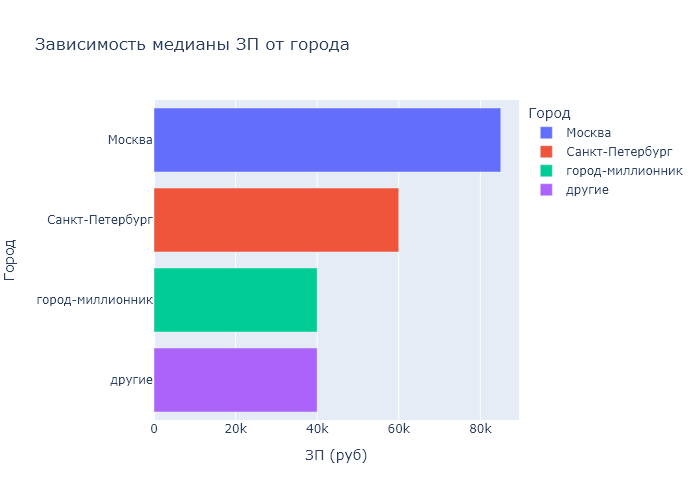 Зависимость медианы ЗП от города
Город
Москва
Санкт-Петербург
город-миллионник
другие
0 20k 40k 60k 80k
ЗП (руб)
Город
Москва
Санкт-Петербург
город-миллионник
другие